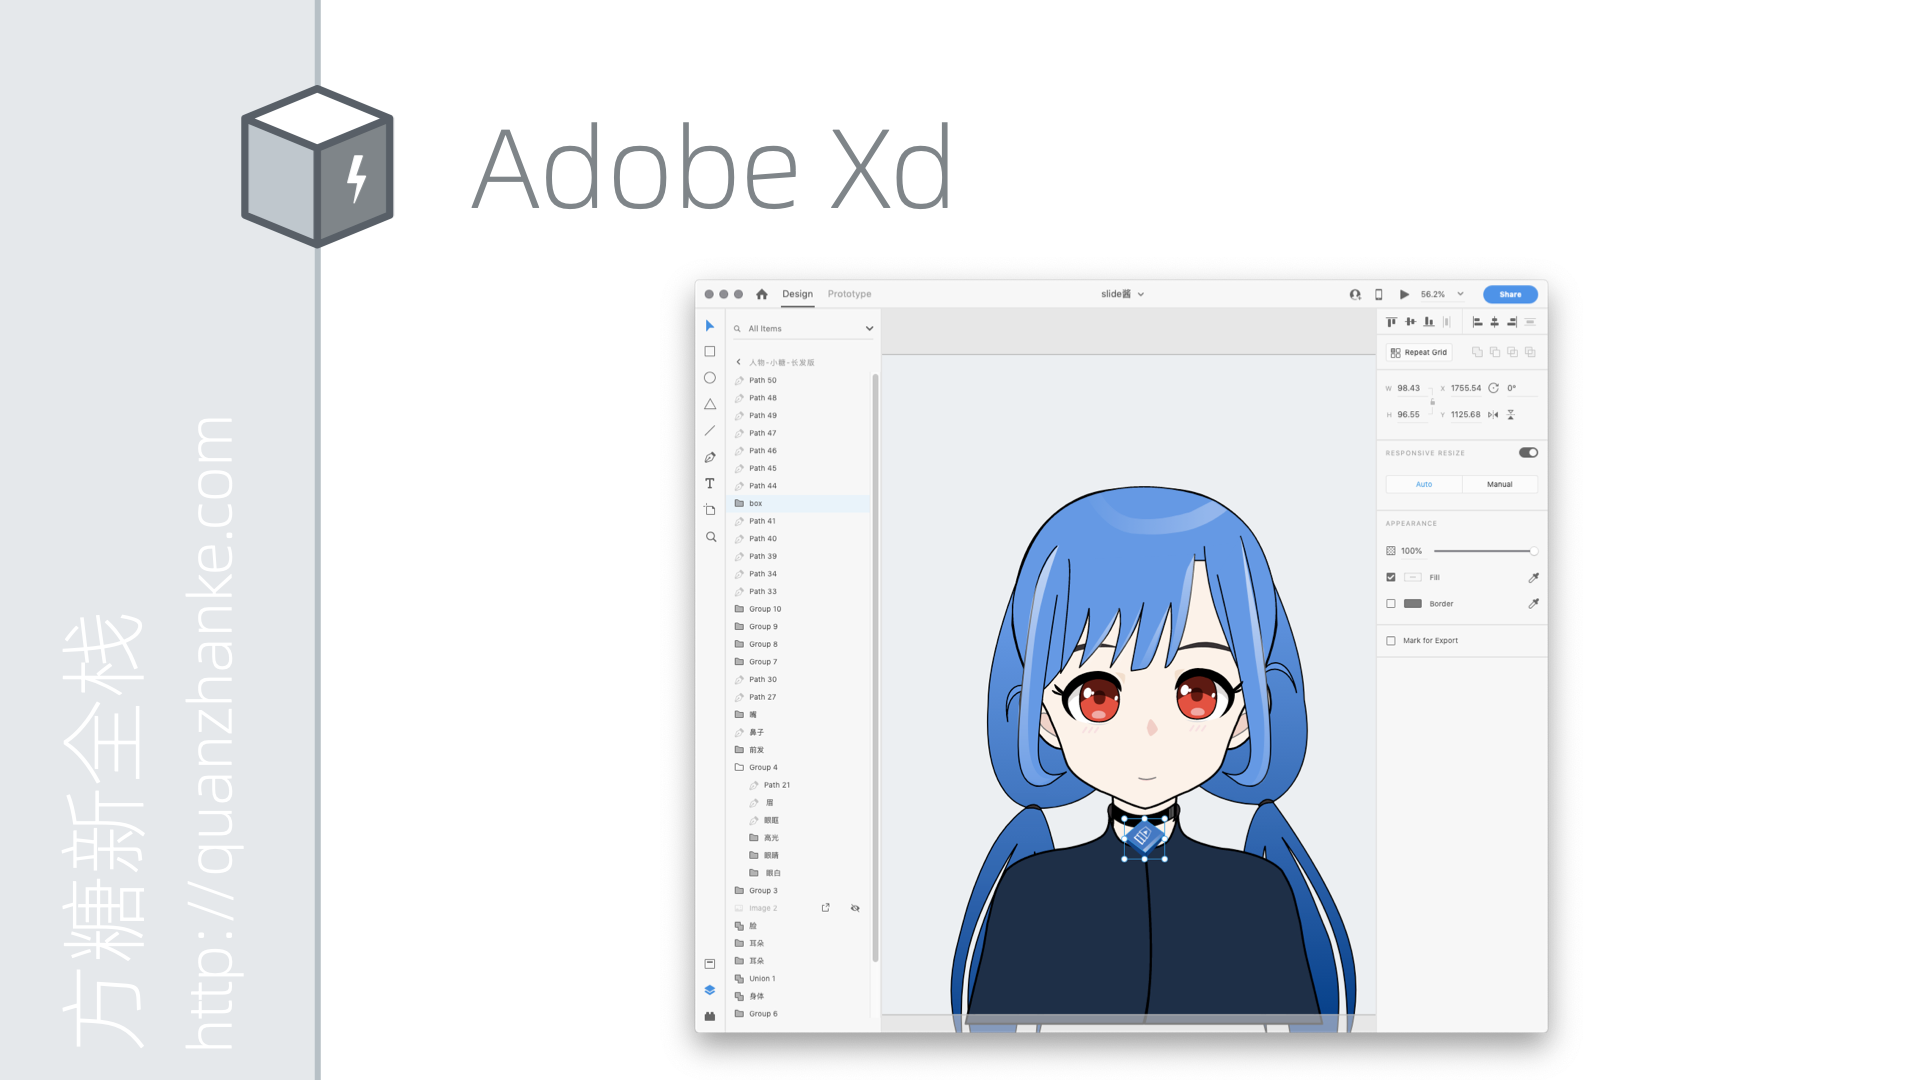 方糖新全栈
http://quanzhanke.com
Adobe Xd
Design
Prototype
slide酱
56.2%
Share
All Items
人物-小糖-长发版
Path 50
Path 48
Path 49
Path 47
Path 46
Path 45
Path 44
box
Path 41
Path 40
Path 39
Path 34
Path 33
Group 10
Group 9
Group 8
Group 7
Path 30
Path 27
嘴
鼻子
前发
Group 4
Path 21
眉
眼眶
高光
眼睛
眼白
Group 3
Image 2
脸
耳朵
耳朵
Union 1
身体
Group 6
Repeat Grid
W 98.43
X 1755.54
0°
H 96.55
Y 1125.68
RESPONSIVE RESIZE
Auto
Manual
APPEARANCE
100%
Fill
Border
Mark for Export